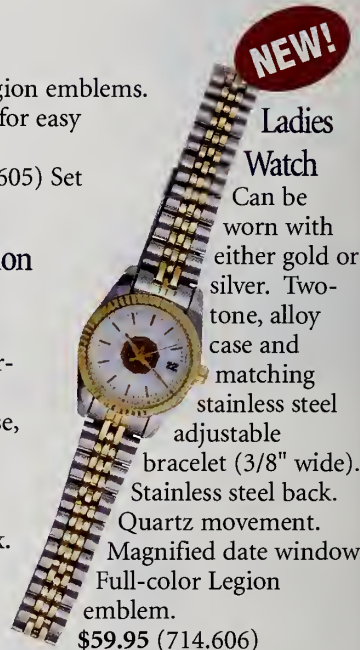 NEW!
gion emblems.
for easy
605) Set
on
r-
se,
k.
Ladies
Watch
Can be
worn with
either gold or
silver. Two-
tone, alloy
case and
matching
stainless steel
adjustable
bracelet (3/8" wide).
Stainless steel back.
Quartz movement.
Magnified date window
Full-color Legion
emblem.
$59.95 (714.606)